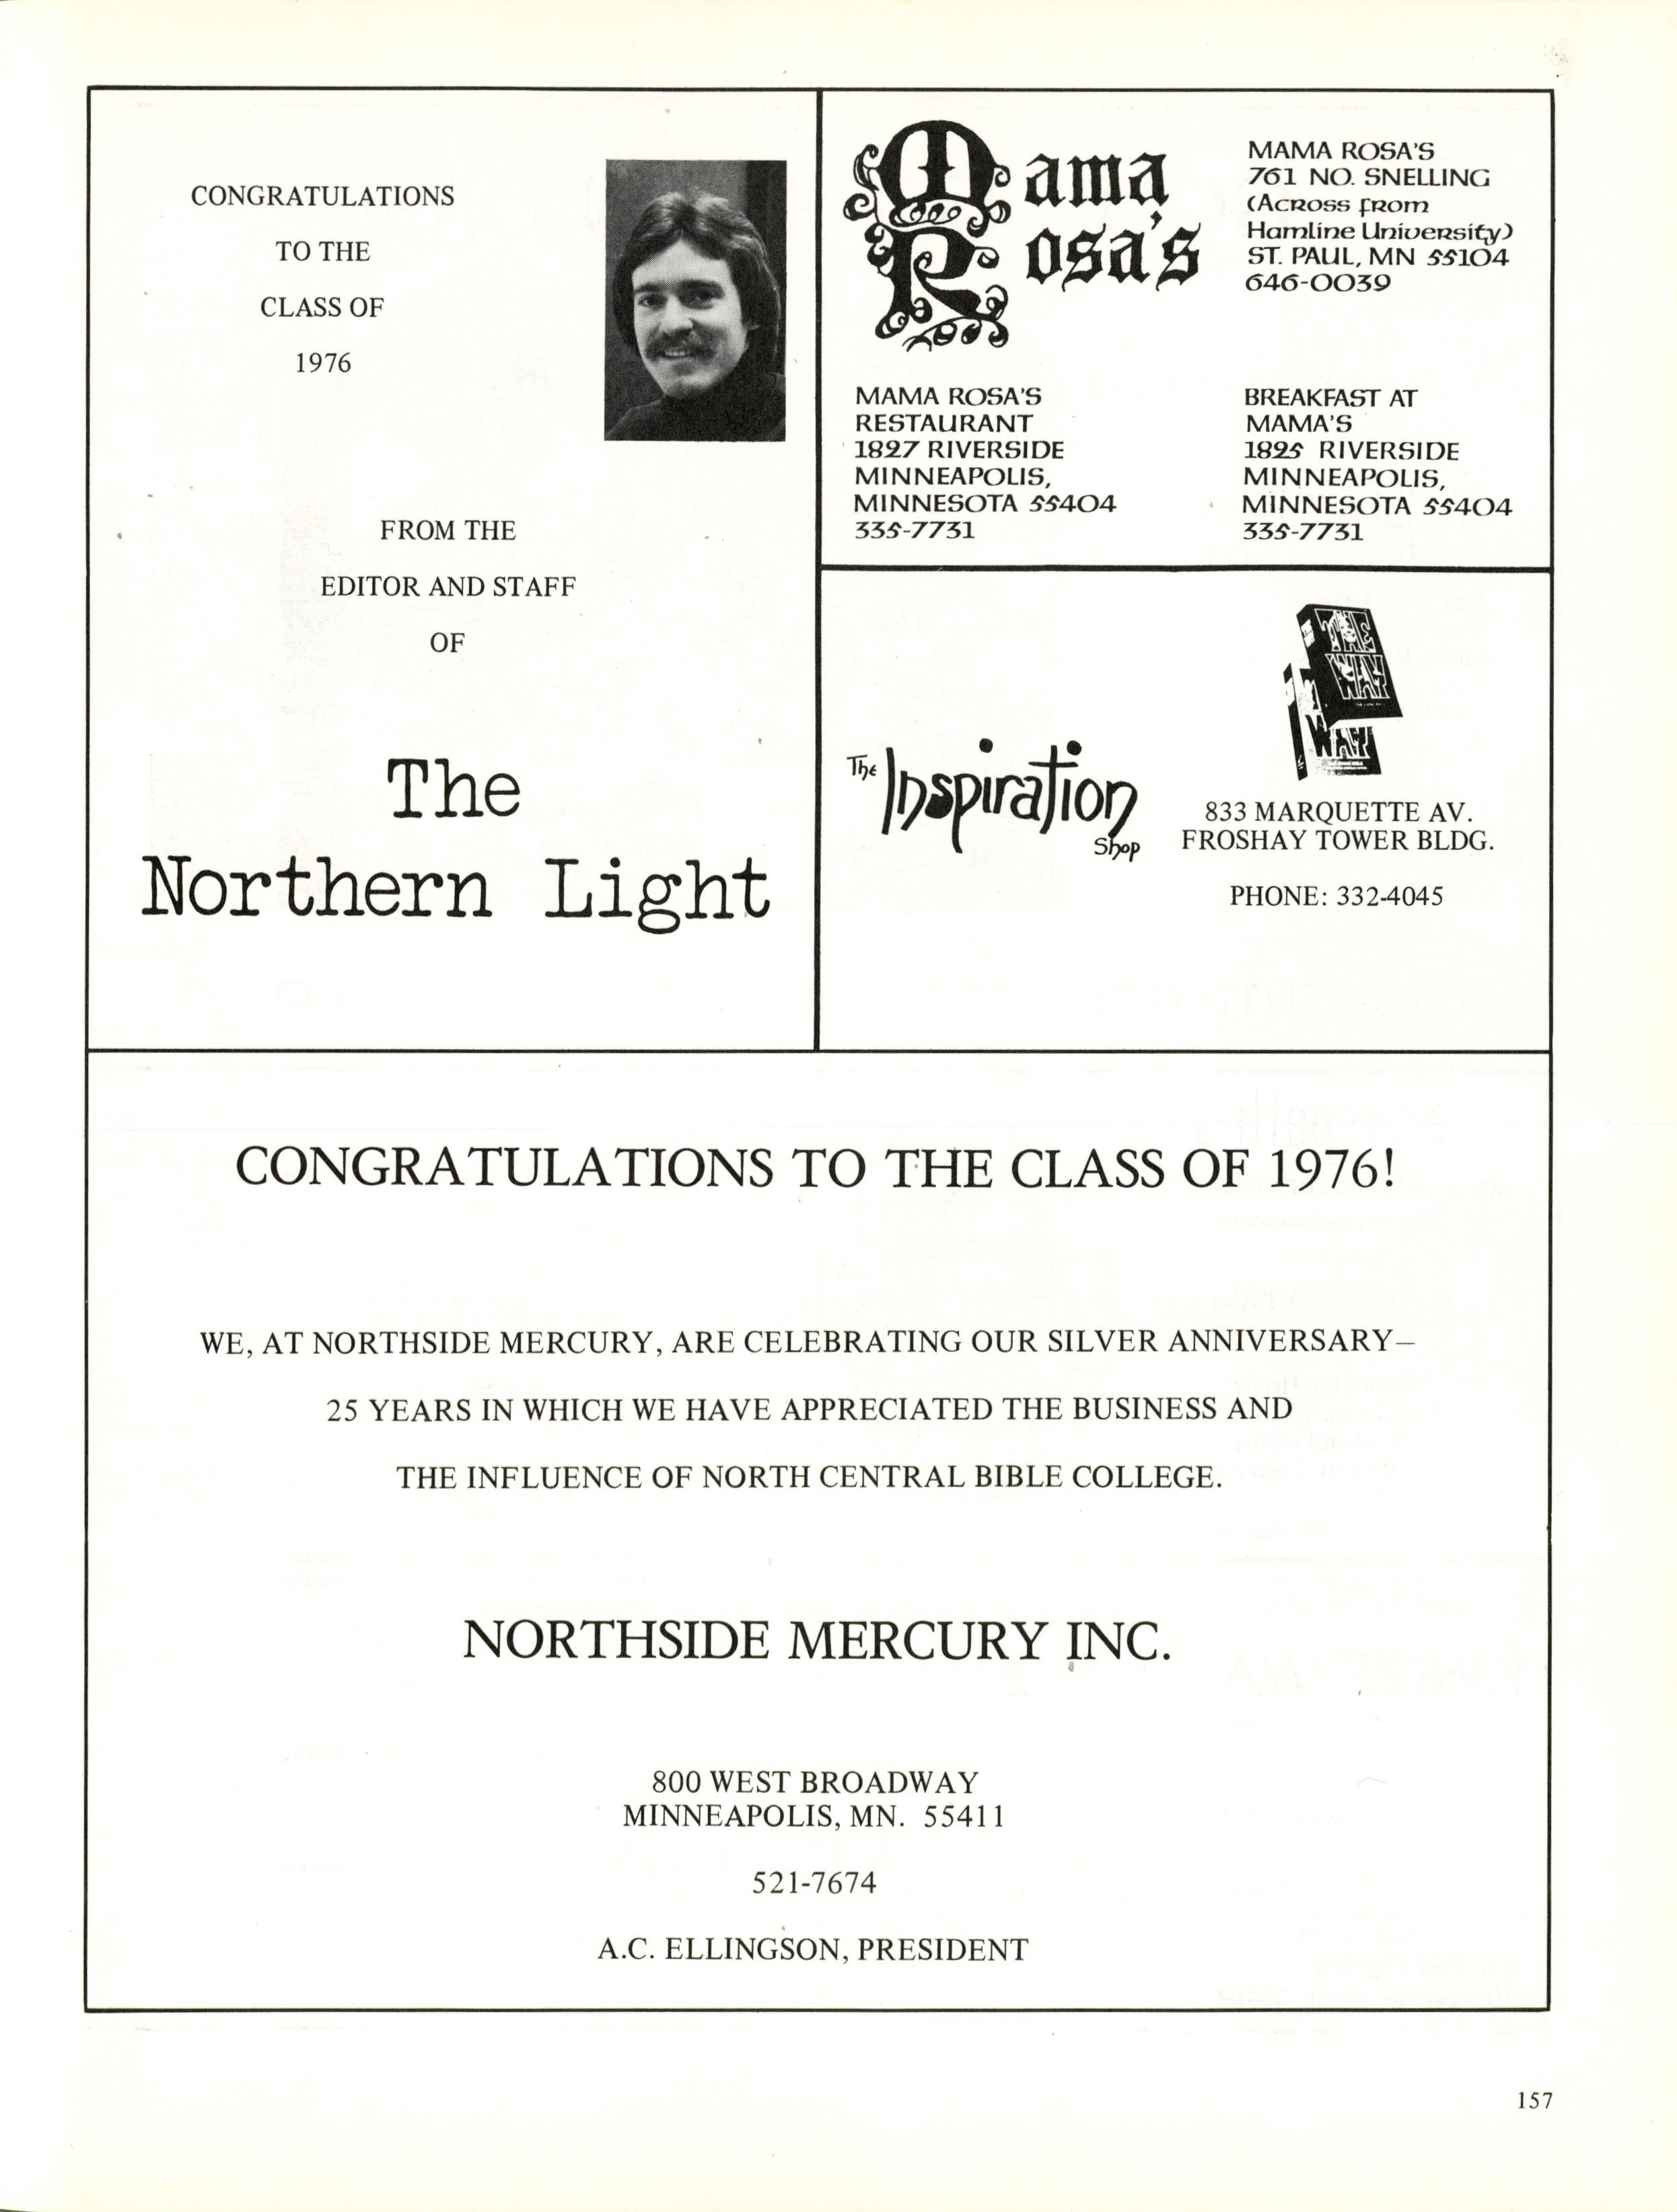 CONGRATULATIONS
TO THE
CLASS OF
1976
FROM THE
EDITOR AND STAFF
OF
The
Northern Light
Mama
Rosa's
MAMA ROSA'S
761 NO. SNELLING
(Across from
Hamline University)
ST. PAUL, MN 55104
646-0039
MAMA ROSA'S
RESTAURANT
1827 RIVERSIDE
MINNEAPOLIS,
MINNESOTA 55404
335-7731
BREAKFAST AT
MAMA'S
1825 RIVERSIDE
MINNEAPOLIS,
MINNESOTA 55404
335-7731
THE
WAY
WAY
The Inspiration
Shop
833 MARQUETTE AV.
FROSHAY TOWER BLDG.
PHONE: 332-4045
CONGRATULATIONS TO THE CLASS OF 1976!
WE, AT NORTHSIDE MERCURY, ARE CELEBRATING OUR SILVER ANNIVERSARY—
25 YEARS IN WHICH WE HAVE APPRECIATED THE BUSINESS AND
THE INFLUENCE OF NORTH CENTRAL BIBLE COLLEGE.
NORTHSIDE MERCURY INC.
800 WEST BROADWAY
MINNEAPOLIS, MN. 55411
521-7674
A.C. ELLINGSON, PRESIDENT
157